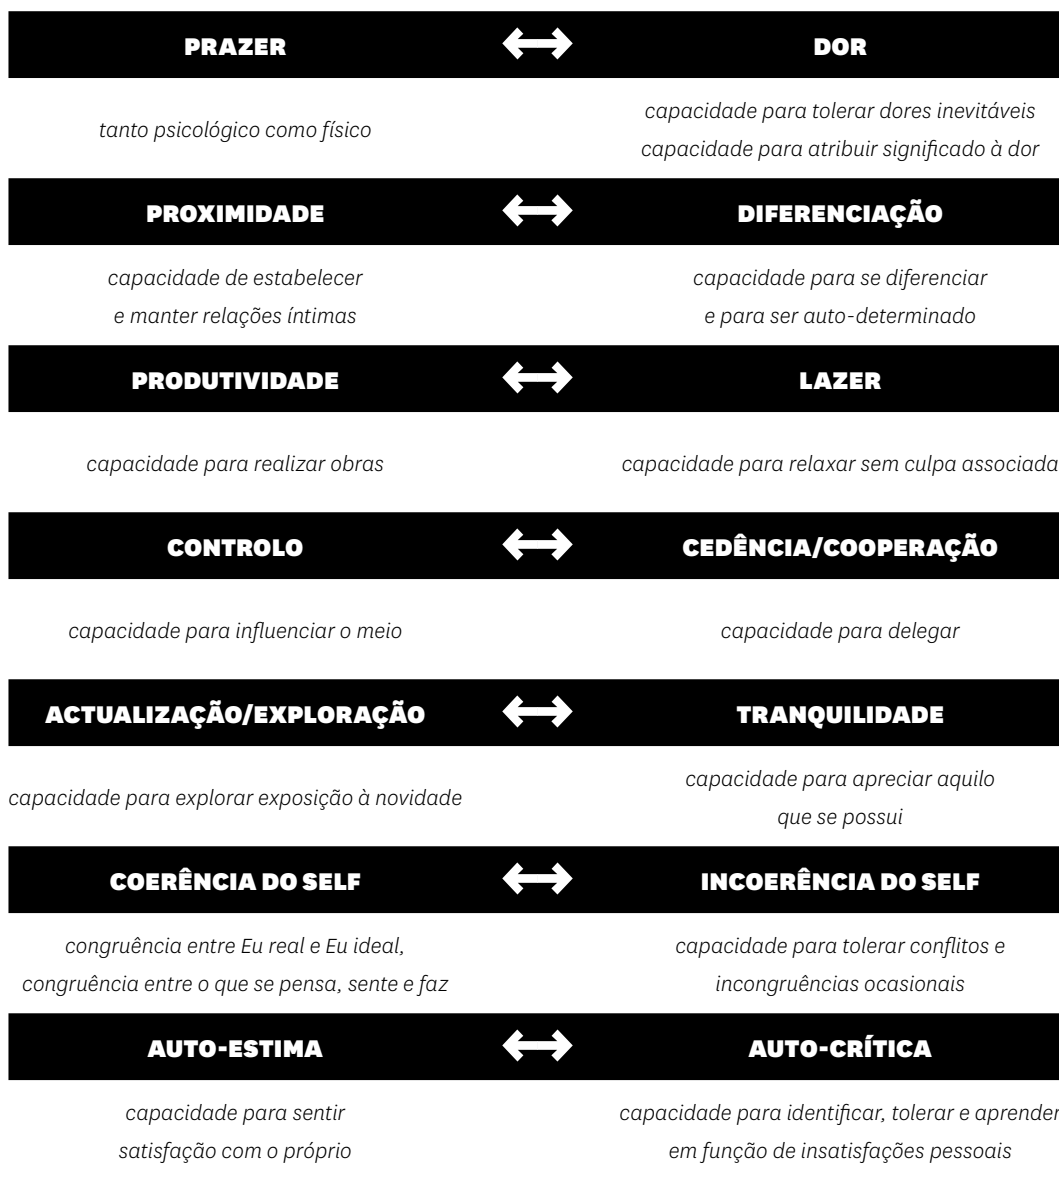 PRAZER ↔ DOR
tanto psicológico como físico
capacidade para tolerar dores inevitáveis
capacidade para atribuir significado à dor
PROXIMIDADE ↔ DIFERENCIAÇÃO
capacidade de estabelecer
e manter relações íntimas
capacidade para se diferenciar
e para ser auto-determinado
PRODUTIVIDADE ↔ LAZER
capacidade para realizar obras
capacidade para relaxar sem culpa associada
CONTROLO ↔ CEDÊNCIA/COOPERAÇÃO
capacidade para influenciar o meio
capacidade para delegar
ACTUALIZAÇÃO/EXPLORAÇÃO ↔ TRANQUILIDADE
capacidade para explorar exposição à novidade
capacidade para apreciar aquilo
que se possui
COERÊNCIA DO SELF ↔ INCOERÊNCIA DO SELF
congruência entre Eu real e Eu ideal,
congruência entre o que se pensa, sente e faz
capacidade para tolerar conflitos e
incongruências ocasionais
AUTO-ESTIMA ↔ AUTO-CRÍTICA
capacidade para sentir
satisfação com o próprio
capacidade para identificar, tolerar e aprender
em função de insatisfações pessoais